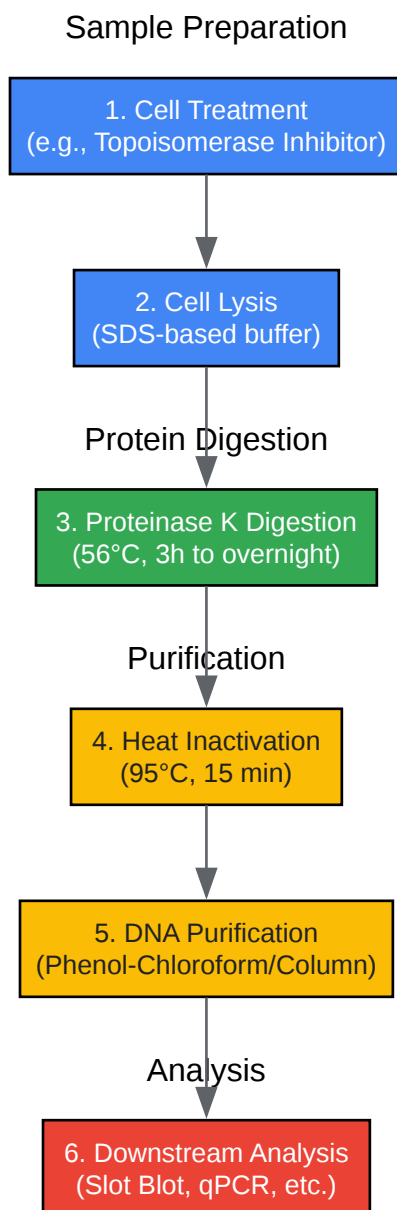 Sample Preparation
1. Cell Treatment
(e.g., Topoisomerase Inhibitor)
2. Cell Lysis
(SDS-based buffer)
Protein Digestion
3. Proteinase K Digestion
(56°C, 3h to overnight)
Purification
4. Heat Inactivation
(95°C, 15 min)
5. DNA Purification
(Phenol-Chloroform/Column)
Analysis
6. Downstream Analysis
(Slot Blot, qPCR, etc.)